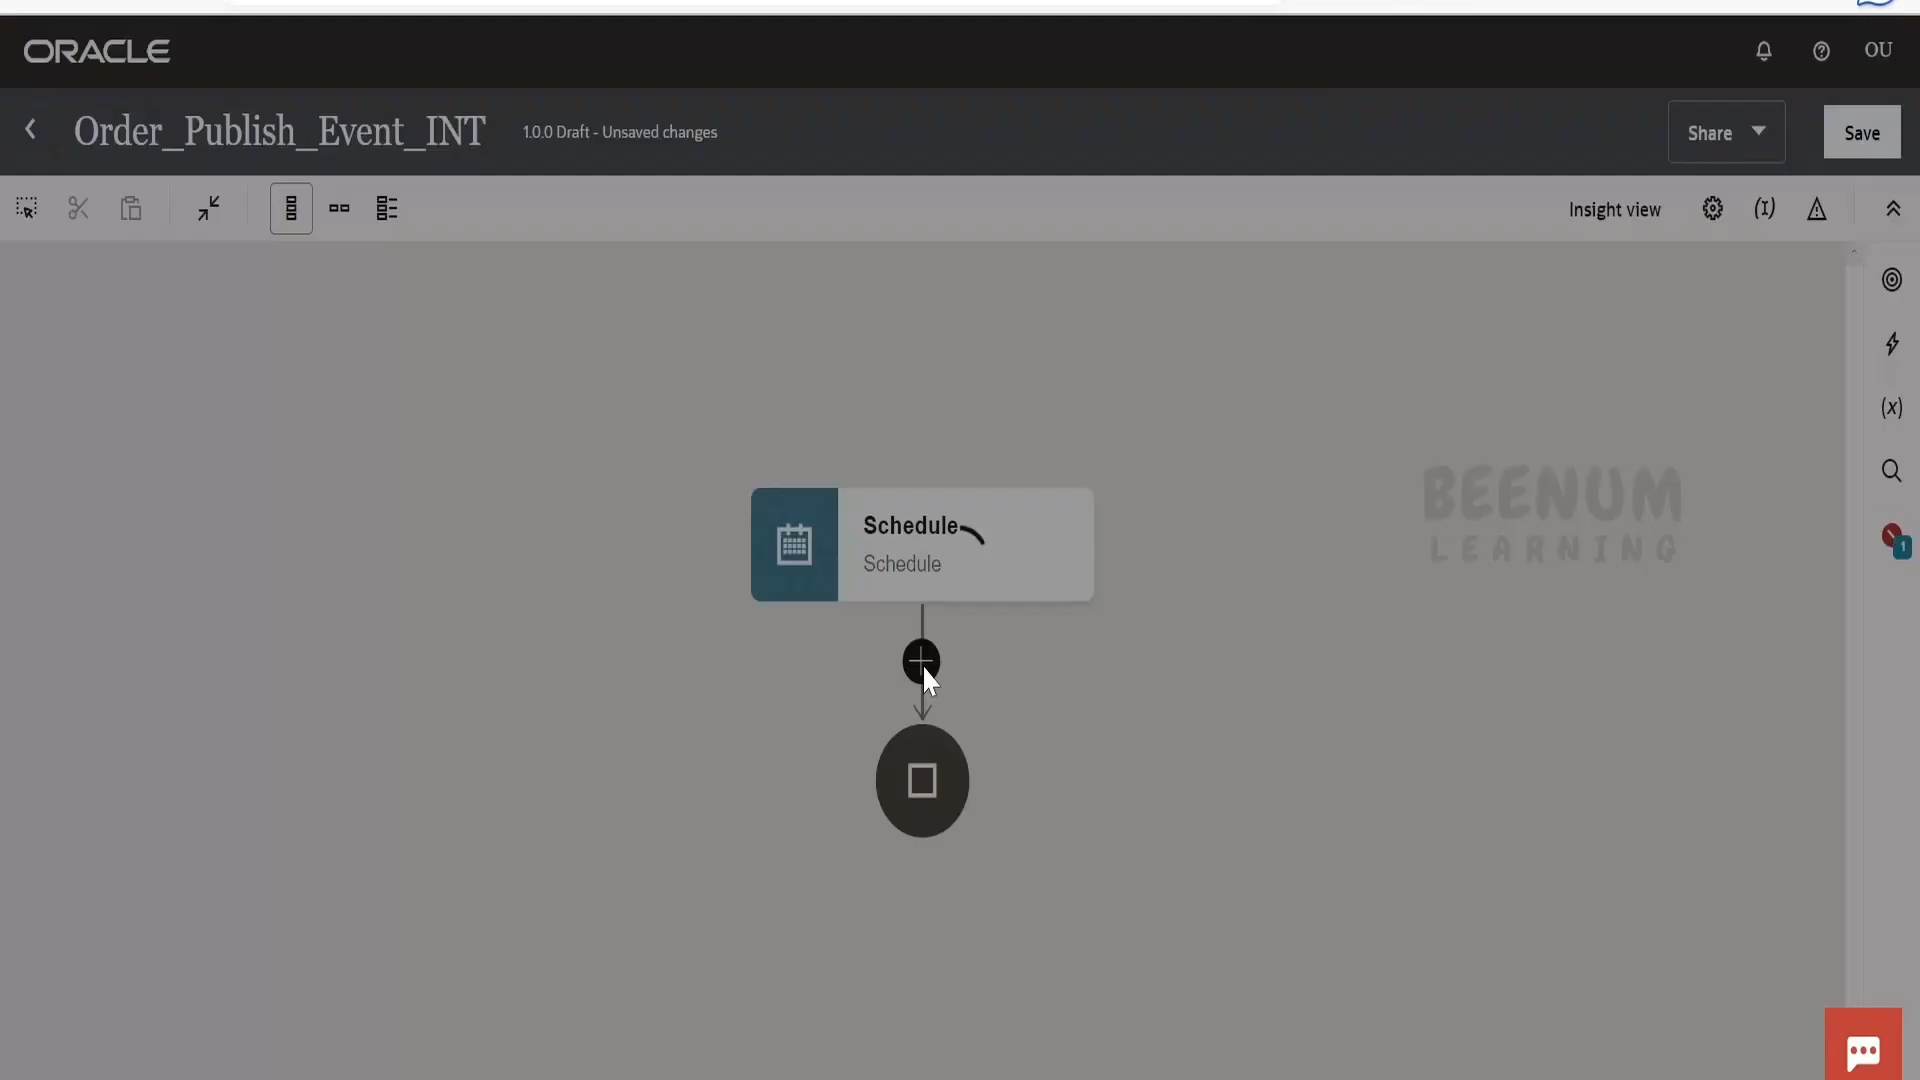 ORACLE
OU
Order_Publish_Event_INT
1.0.0 Draft - Unsaved changes
Share
Save
Insight view
(I)
(x)
Schedule
Schedule
BEENUM
LEARNING
1